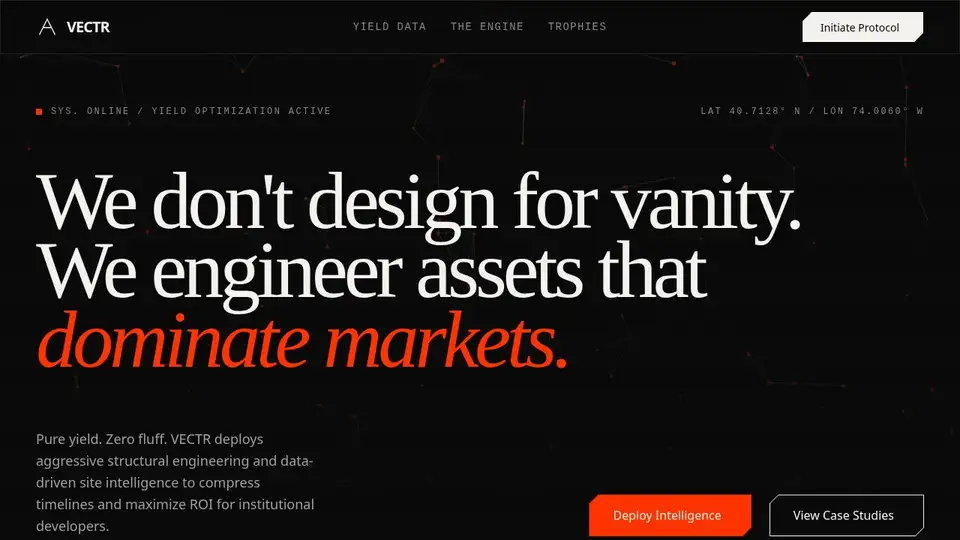 VECTR
YIELD DATA
THE ENGINE
TROPHIES
Initiate Protocol
SYS. ONLINE / YIELD OPTIMIZATION ACTIVE
LAT 40.7128° N / LON 74.0060° W
We don't design for vanity.
We engineer assets that
dominate markets.
Pure yield. Zero fluff. VECTR deploys
aggressive structural engineering and data-
driven site intelligence to compress
timelines and maximize ROI for institutional
developers.
Deploy Intelligence
View Case Studies